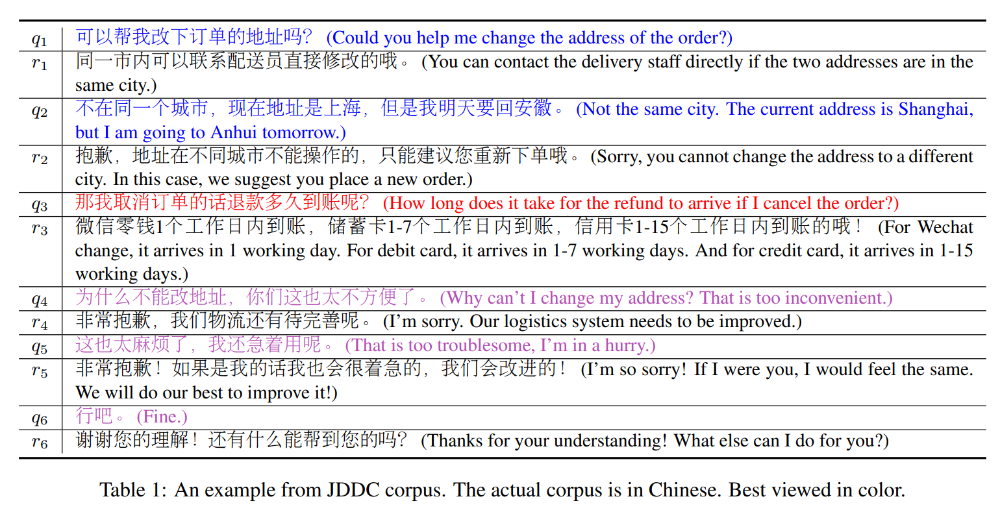 q1 可以帮我改下订单的地址吗？ (Could you help me change the address of the order?)
r1 同一市内可以联系配送员直接修改的哦。 (You can contact the delivery staff directly if the two addresses are in the
same city.)
q2 不在同一个城市，现在地址是上海，但是我明天要回安徽。 (Not the same city. The current address is Shanghai,
but I am going to Anhui tomorrow.)
r2 抱歉，地址在不同城市不能操作的，只能建议您重新下单哦。 (Sorry, you cannot change the address to a different
city. In this case, we suggest you place a new order.)
q3 那我取消订单的话退款多久到账呢？ (How long does it take for the refund to arrive if I cancel the order?)
r3 微信零钱1个工作日内到账，储蓄卡1-7个工作日内到账，信用卡1-15个工作日内到账的哦！ (For Wechat
change, it arrives in 1 working day. For debit card, it arrives in 1-7 working days. And for credit card, it arrives in 1-15
working days.)
q4 为什么不能改地址，你们这也太不方便了。 (Why can't I change my address? That is too inconvenient.)
r4 非常抱歉，我们物流还有待完善呢。 (I'm sorry. Our logistics system needs to be improved.)
q5 这也太麻烦了，我还急着用呢。 (That is too troublesome, I'm in a hurry.)
r5 非常抱歉！如果是我的话我也会很着急的，我们会改进的！ (I'm so sorry! If I were you, I would feel the same.
We will do our best to improve it!)
q6 行吧。 (Fine.)
r6 谢谢您的理解！还有什么能帮到您的吗？ (Thanks for your understanding! What else can I do for you?)
Table 1: An example from JDDC corpus. The actual corpus is in Chinese. Best viewed in color.